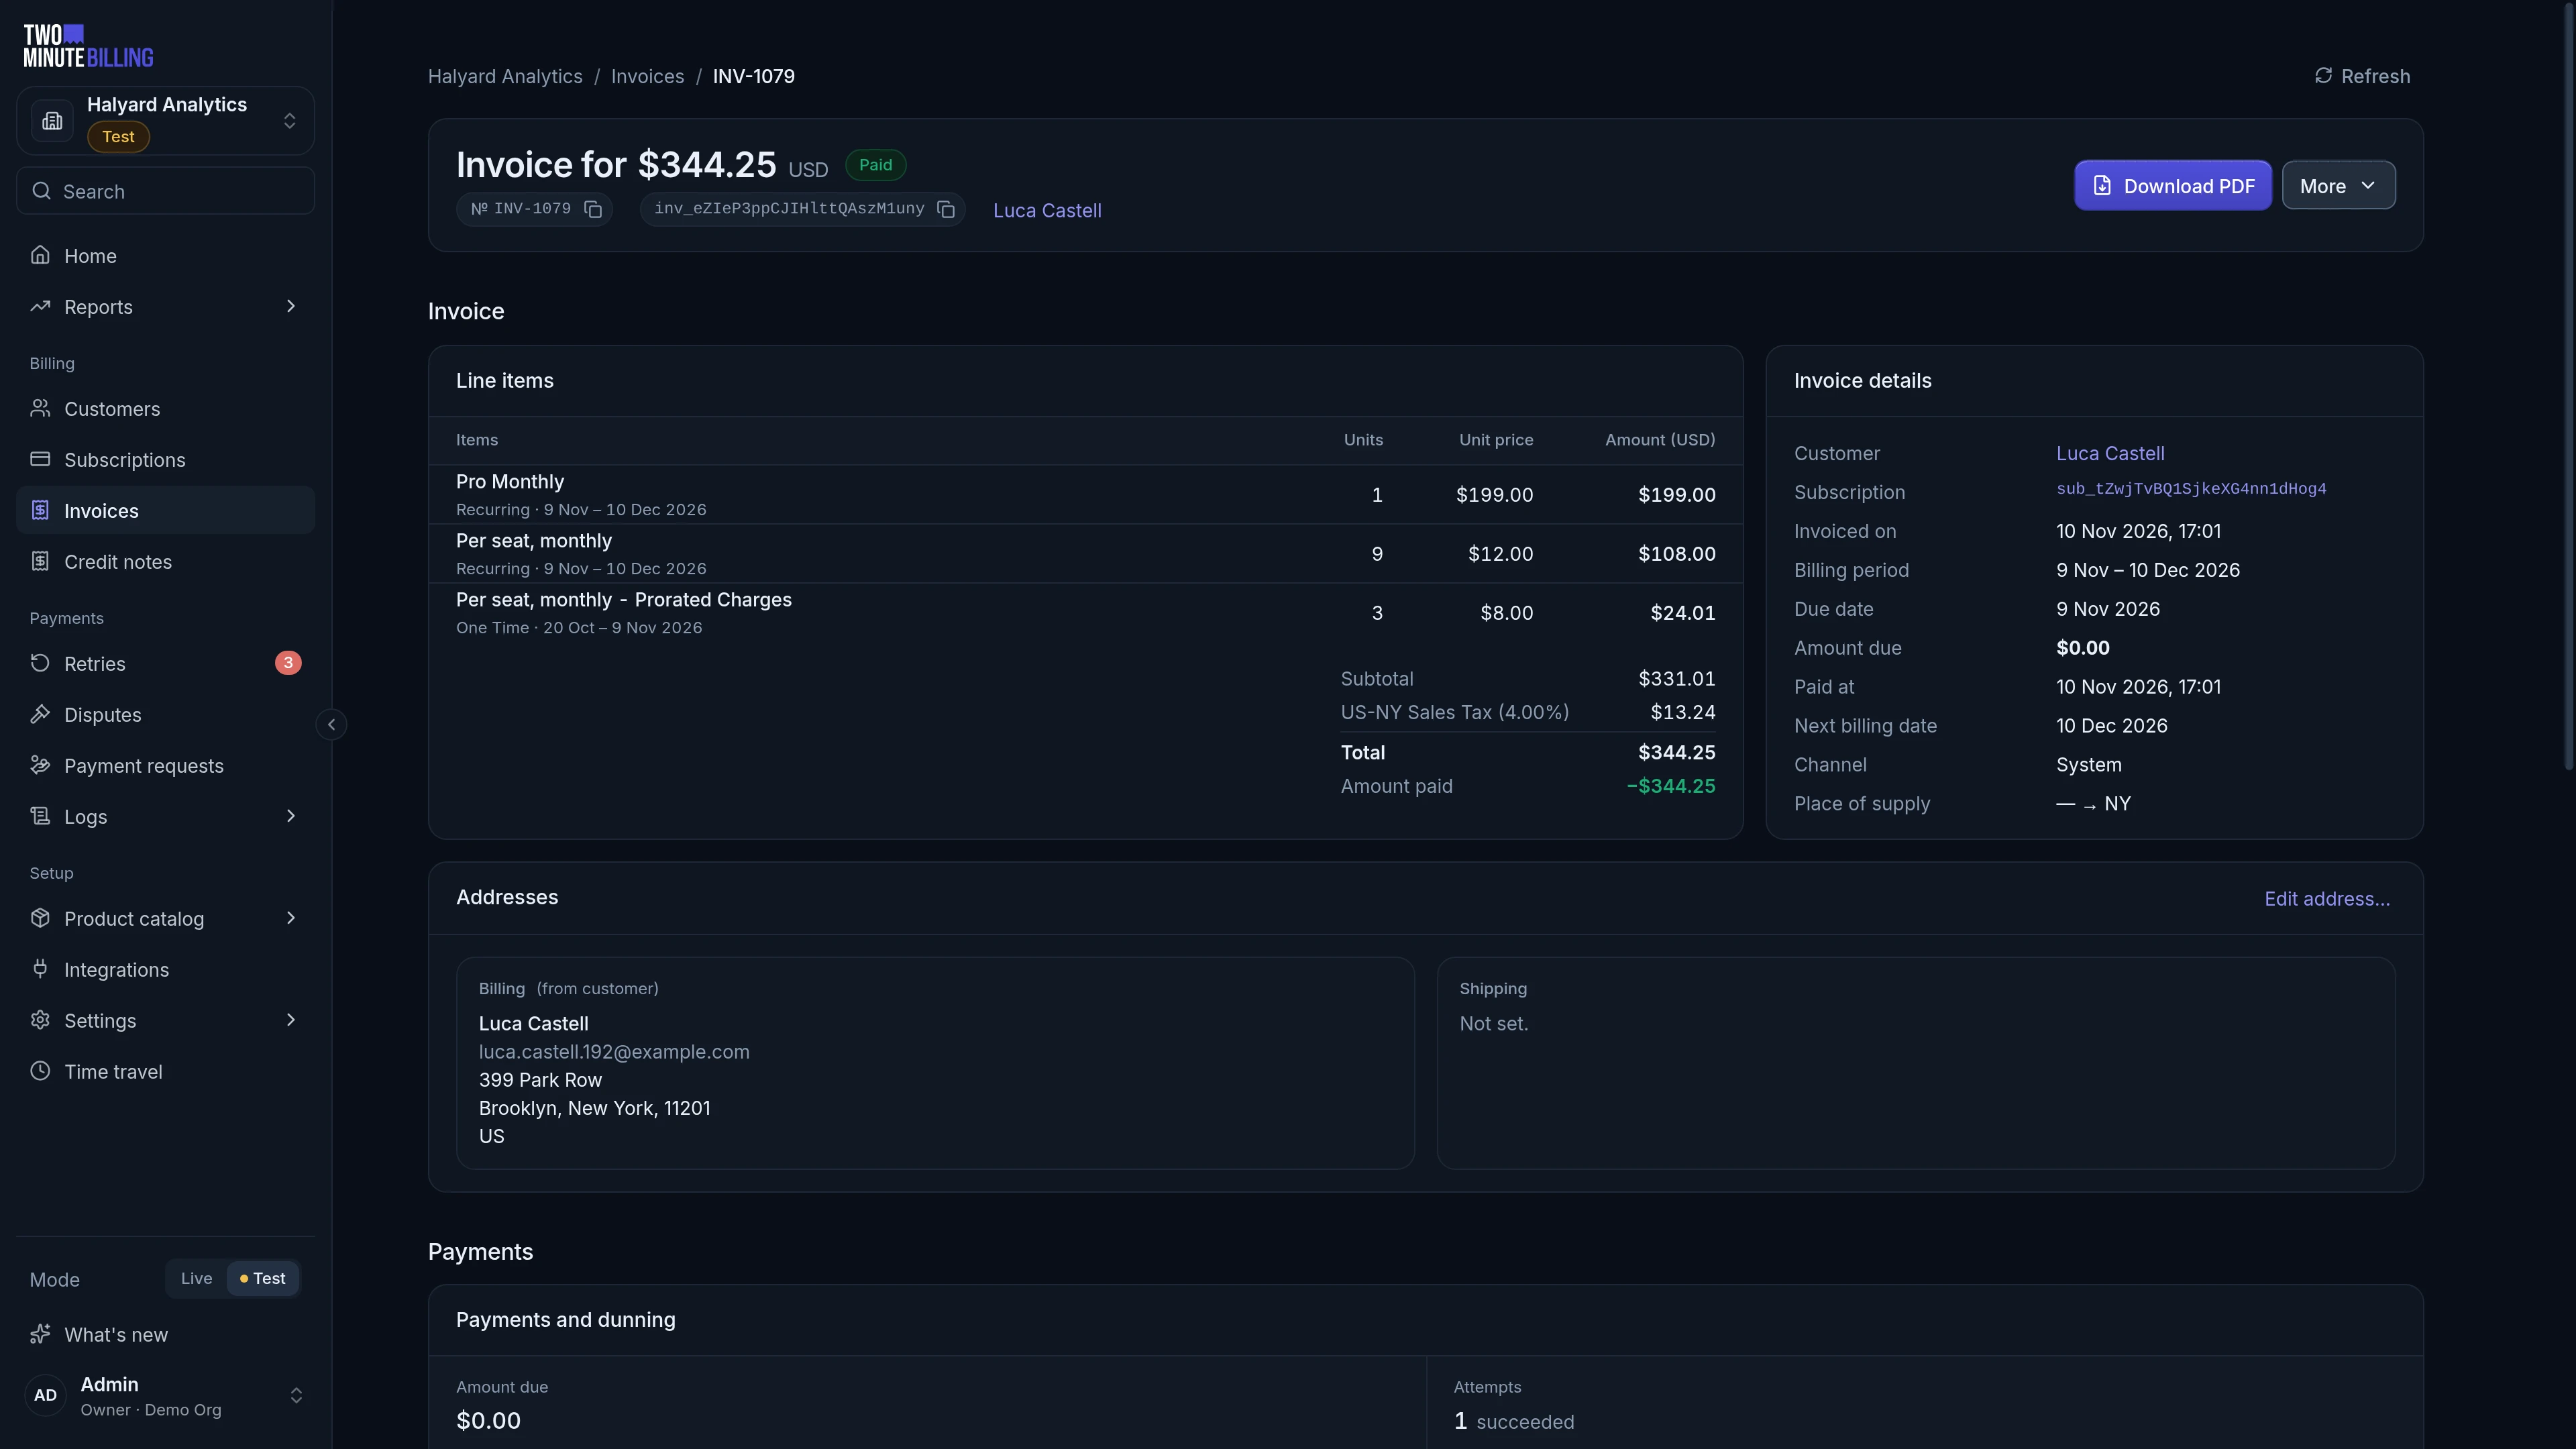 TWO
MINUTE BILLING
Halyard Analytics
Test
Search
Home
Reports
Billing
Customers
Subscriptions
Invoices
Credit notes
Payments
Retries 3
Disputes
Payment requests
Logs
Setup
Product catalog
Integrations
Settings
Time travel
Mode Live Test
What's new
AD
Admin
Owner · Demo Org
Halyard Analytics / Invoices / INV-1079
Refresh
Invoice for $344.25 USD Paid
№ INV-1079 inv_eZIeP3ppCJIHlttQAszM1uny Luca Castell
Download PDF
More
Invoice
Line items
Items Units Unit price Amount (USD)
Pro Monthly 1 $199.00 $199.00
Recurring · 9 Nov – 10 Dec 2026
Per seat, monthly 9 $12.00 $108.00
Recurring · 9 Nov – 10 Dec 2026
Per seat, monthly - Prorated Charges 3 $8.00 $24.01
One Time · 20 Oct – 9 Nov 2026
Subtotal $331.01
US-NY Sales Tax (4.00%) $13.24
Total $344.25
Amount paid −$344.25
Invoice details
Customer Luca Castell
Subscription sub_tZwjTvBQ1SjkeXG4nn1dHog4
Invoiced on 10 Nov 2026, 17:01
Billing period 9 Nov – 10 Dec 2026
Due date 9 Nov 2026
Amount due $0.00
Paid at 10 Nov 2026, 17:01
Next billing date 10 Dec 2026
Channel System
Place of supply — → NY
Addresses
Edit address...
Billing (from customer)
Luca Castell
luca.castell.192@example.com
399 Park Row
Brooklyn, New York, 11201
US
Shipping
Not set.
Payments
Payments and dunning
Amount due
$0.00
Attempts
1 succeeded